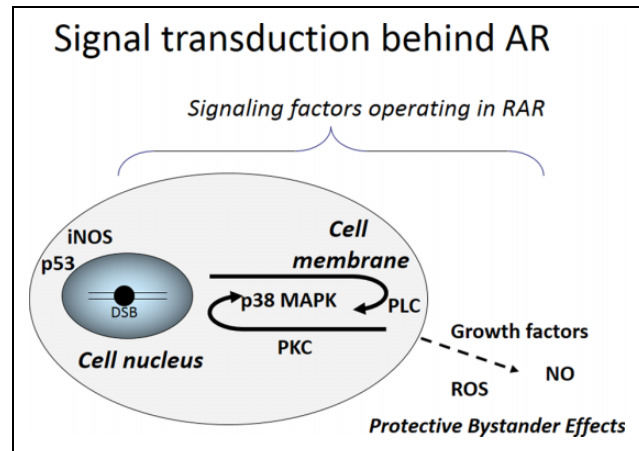 Signal transduction behind AR
Signaling factors operating in RAR
iNOS
p53
DSB
Cell nucleus
Cell
membrane
p38 MAPK
PLC
PKC
Growth factors
NO
ROS
Protective Bystander Effects